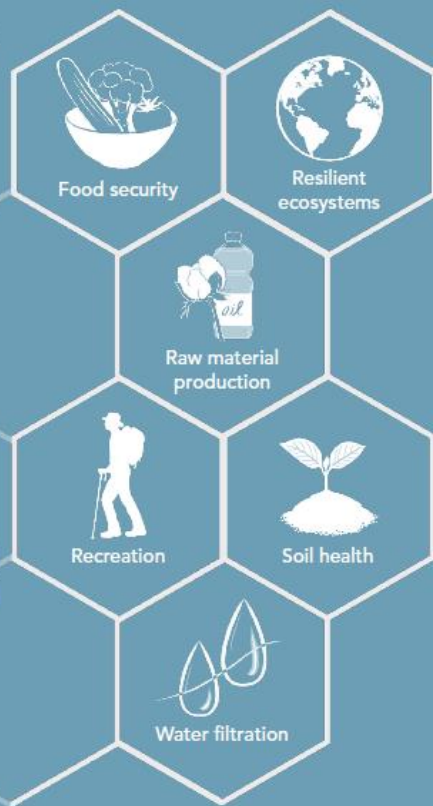 Food security
Resilient
ecosystems
oil
Raw material
production
Recreation
Soil health
Water filtration